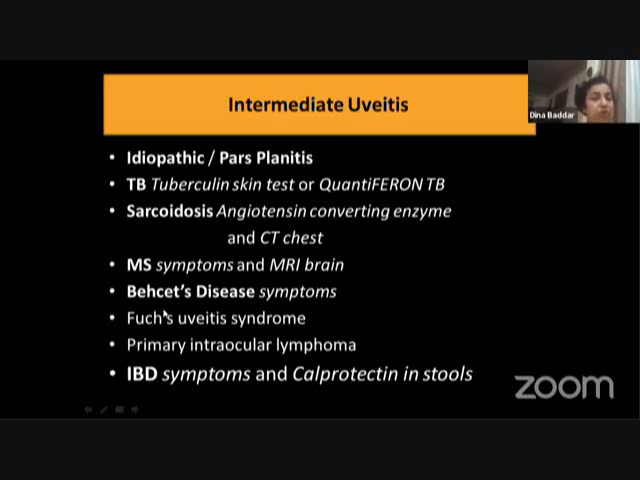 Intermediate Uveitis
Dina Baddar
• Idiopathic / Pars Planitis
• TB Tuberculin skin test or QuantiFERON TB
• Sarcoidosis Angiotensin converting enzyme
and CT chest
• MS symptoms and MRI brain
• Behcet's Disease symptoms
• Fuch's uveitis syndrome
• Primary intraocular lymphoma
• IBD symptoms and Calprotectin in stools
zoom